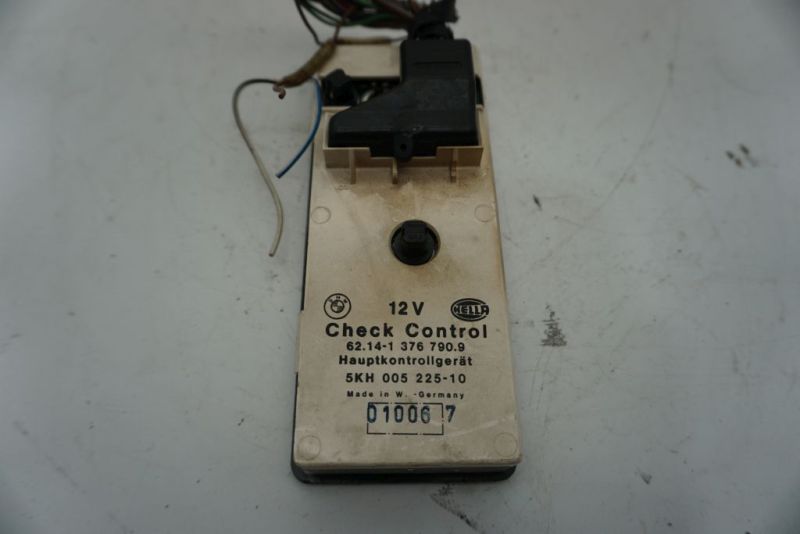 12V HELLA
Check Control
62.14-1 376 790.9
Hauptkontrollgerät
5KH 005 225-10
Made in W. -Germany
01006 7